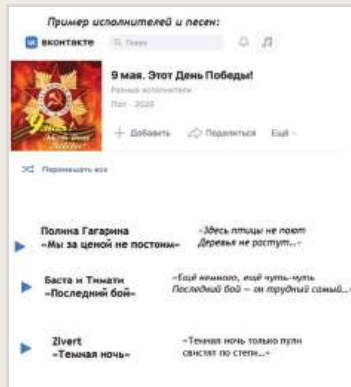 Пример исполнителей и песен:
вконтакте
Поиск
9 мая. Этот День Победы!
Разные исполнители
Поп · 2020
Добавить
Поделиться
Ещё
Перемешать все
Полина Гагарина
«Мы за ценой не постоим»
«Здесь птицы не поют
Деревья не растут...»
Баста и Тимати
«Последний бой»
«Ещё немного, ещё чуть-чуть
Последний бой – он трудный самый...»
Zivert
«Темная ночь»
«Темная ночь только пули
свистят по степи...»